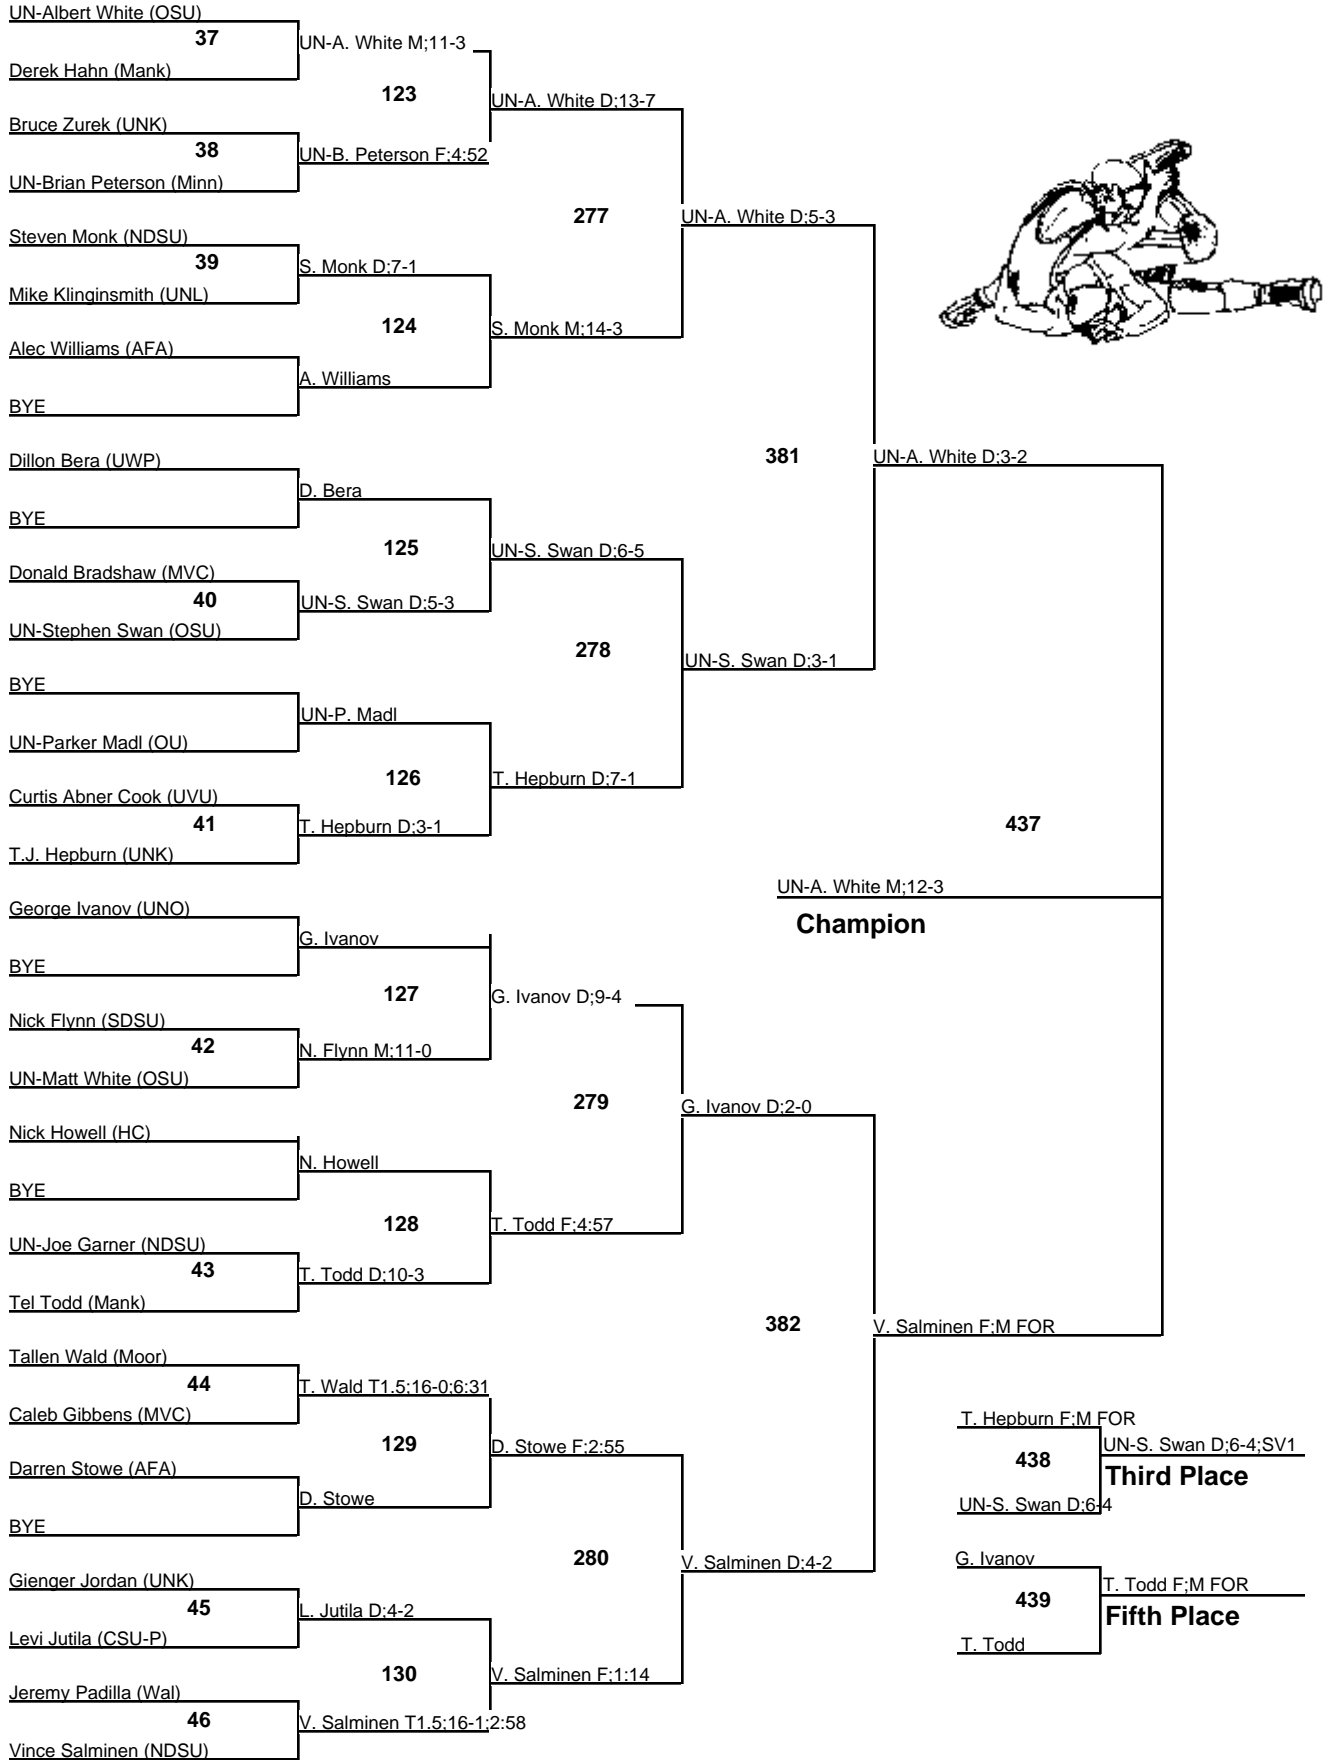 UN-Albert White (OSU)
37
UN-A. White M;11-3
Derek Hahn (Mank)
123
UN-A. White D;13-7
Bruce Zurek (UNK)
38
UN-B. Peterson F;4:52
UN-Brian Peterson (Minn)
277
UN-A. White D;5-3
Steven Monk (NDSU)
39
S. Monk D;7-1
Mike Klinginsmith (UNL)
124
S. Monk M;14-3
Alec Williams (AFA)
A. Williams
BYE
381
UN-A. White D;3-2
Dillon Bera (UWP)
D. Bera
BYE
125
UN-S. Swan D;6-5
Donald Bradshaw (MVC)
40
UN-S. Swan D;5-3
UN-Stephen Swan (OSU)
278
UN-S. Swan D;3-1
BYE
UN-P. Madl
UN-Parker Madl (OU)
126
T. Hepburn D;7-1
Curtis Abner Cook (UVU)
41
T. Hepburn D;3-1
T.J. Hepburn (UNK)
437
UN-A. White M;12-3
Champion
George Ivanov (UNO)
G. Ivanov
BYE
127
G. Ivanov D;9-4
Nick Flynn (SDSU)
42
N. Flynn M;11-0
UN-Matt White (OSU)
279
G. Ivanov D;2-0
Nick Howell (HC)
N. Howell
BYE
128
T. Todd F;4:57
UN-Joe Garner (NDSU)
43
T. Todd D;10-3
Tel Todd (Mank)
382
V. Salminen F;M FOR
Tallen Wald (Moor)
44
T. Wald T1.5;16-0;6:31
Caleb Gibbens (MVC)
129
D. Stowe F;2:55
Darren Stowe (AFA)
D. Stowe
BYE
280
V. Salminen D;4-2
Gienger Jordan (UNK)
45
L. Jutila D;4-2
Levi Jutila (CSU-P)
130
V. Salminen F;1:14
Jeremy Padilla (Wal)
46
V. Salminen T1.5;16-1;2:58
Vince Salminen (NDSU)
T. Hepburn F;M FOR
438
UN-S. Swan D;6-4;SV1
Third Place
UN-S. Swan D;6-4
G. Ivanov
439
T. Todd F;M FOR
Fifth Place
T. Todd